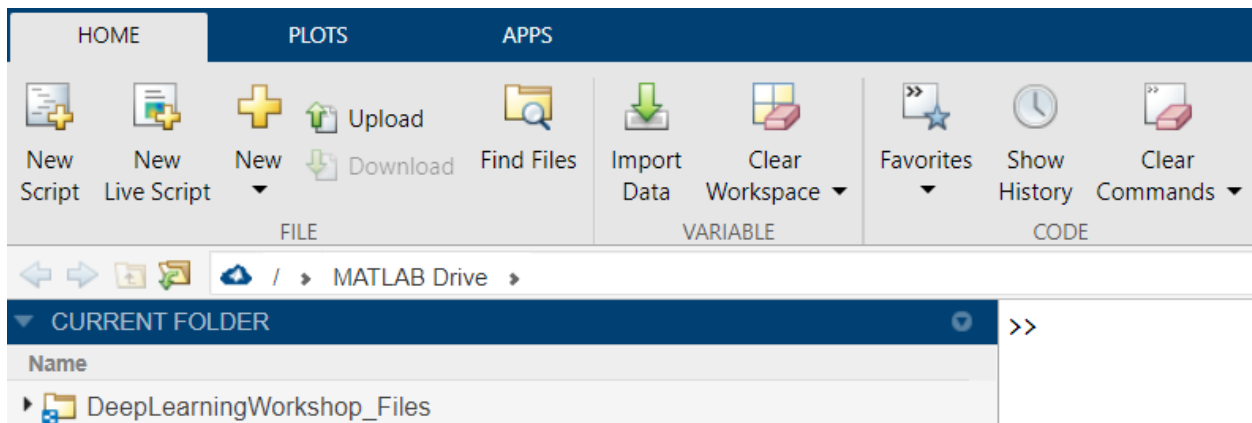 HOME PLOTS APPS
Upload
Download
New New New Find Files Import Clear Favorites Show Clear
Script Live Script Data Workspace History Commands
FILE VARIABLE CODE
/ MATLAB Drive
CURRENT FOLDER
>>
Name
DeepLearningWorkshop_Files